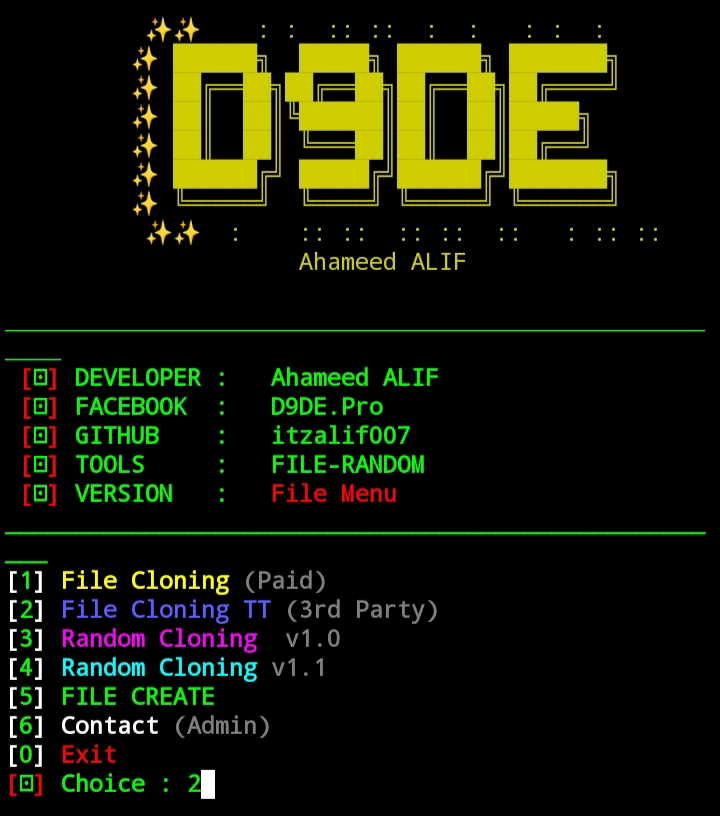 D9DE
Ahameed ALIF
[⊡] DEVELOPER : Ahameed ALIF
[⊡] FACEBOOK : D9DE.Pro
[⊡] GITHUB : itzalif007
[⊡] TOOLS : FILE-RANDOM
[⊡] VERSION : File Menu
[1] File Cloning (Paid)
[2] File Cloning TT (3rd Party)
[3] Random Cloning v1.0
[4] Random Cloning v1.1
[5] FILE CREATE
[6] Contact (Admin)
[0] Exit
[⊡] Choice : 2